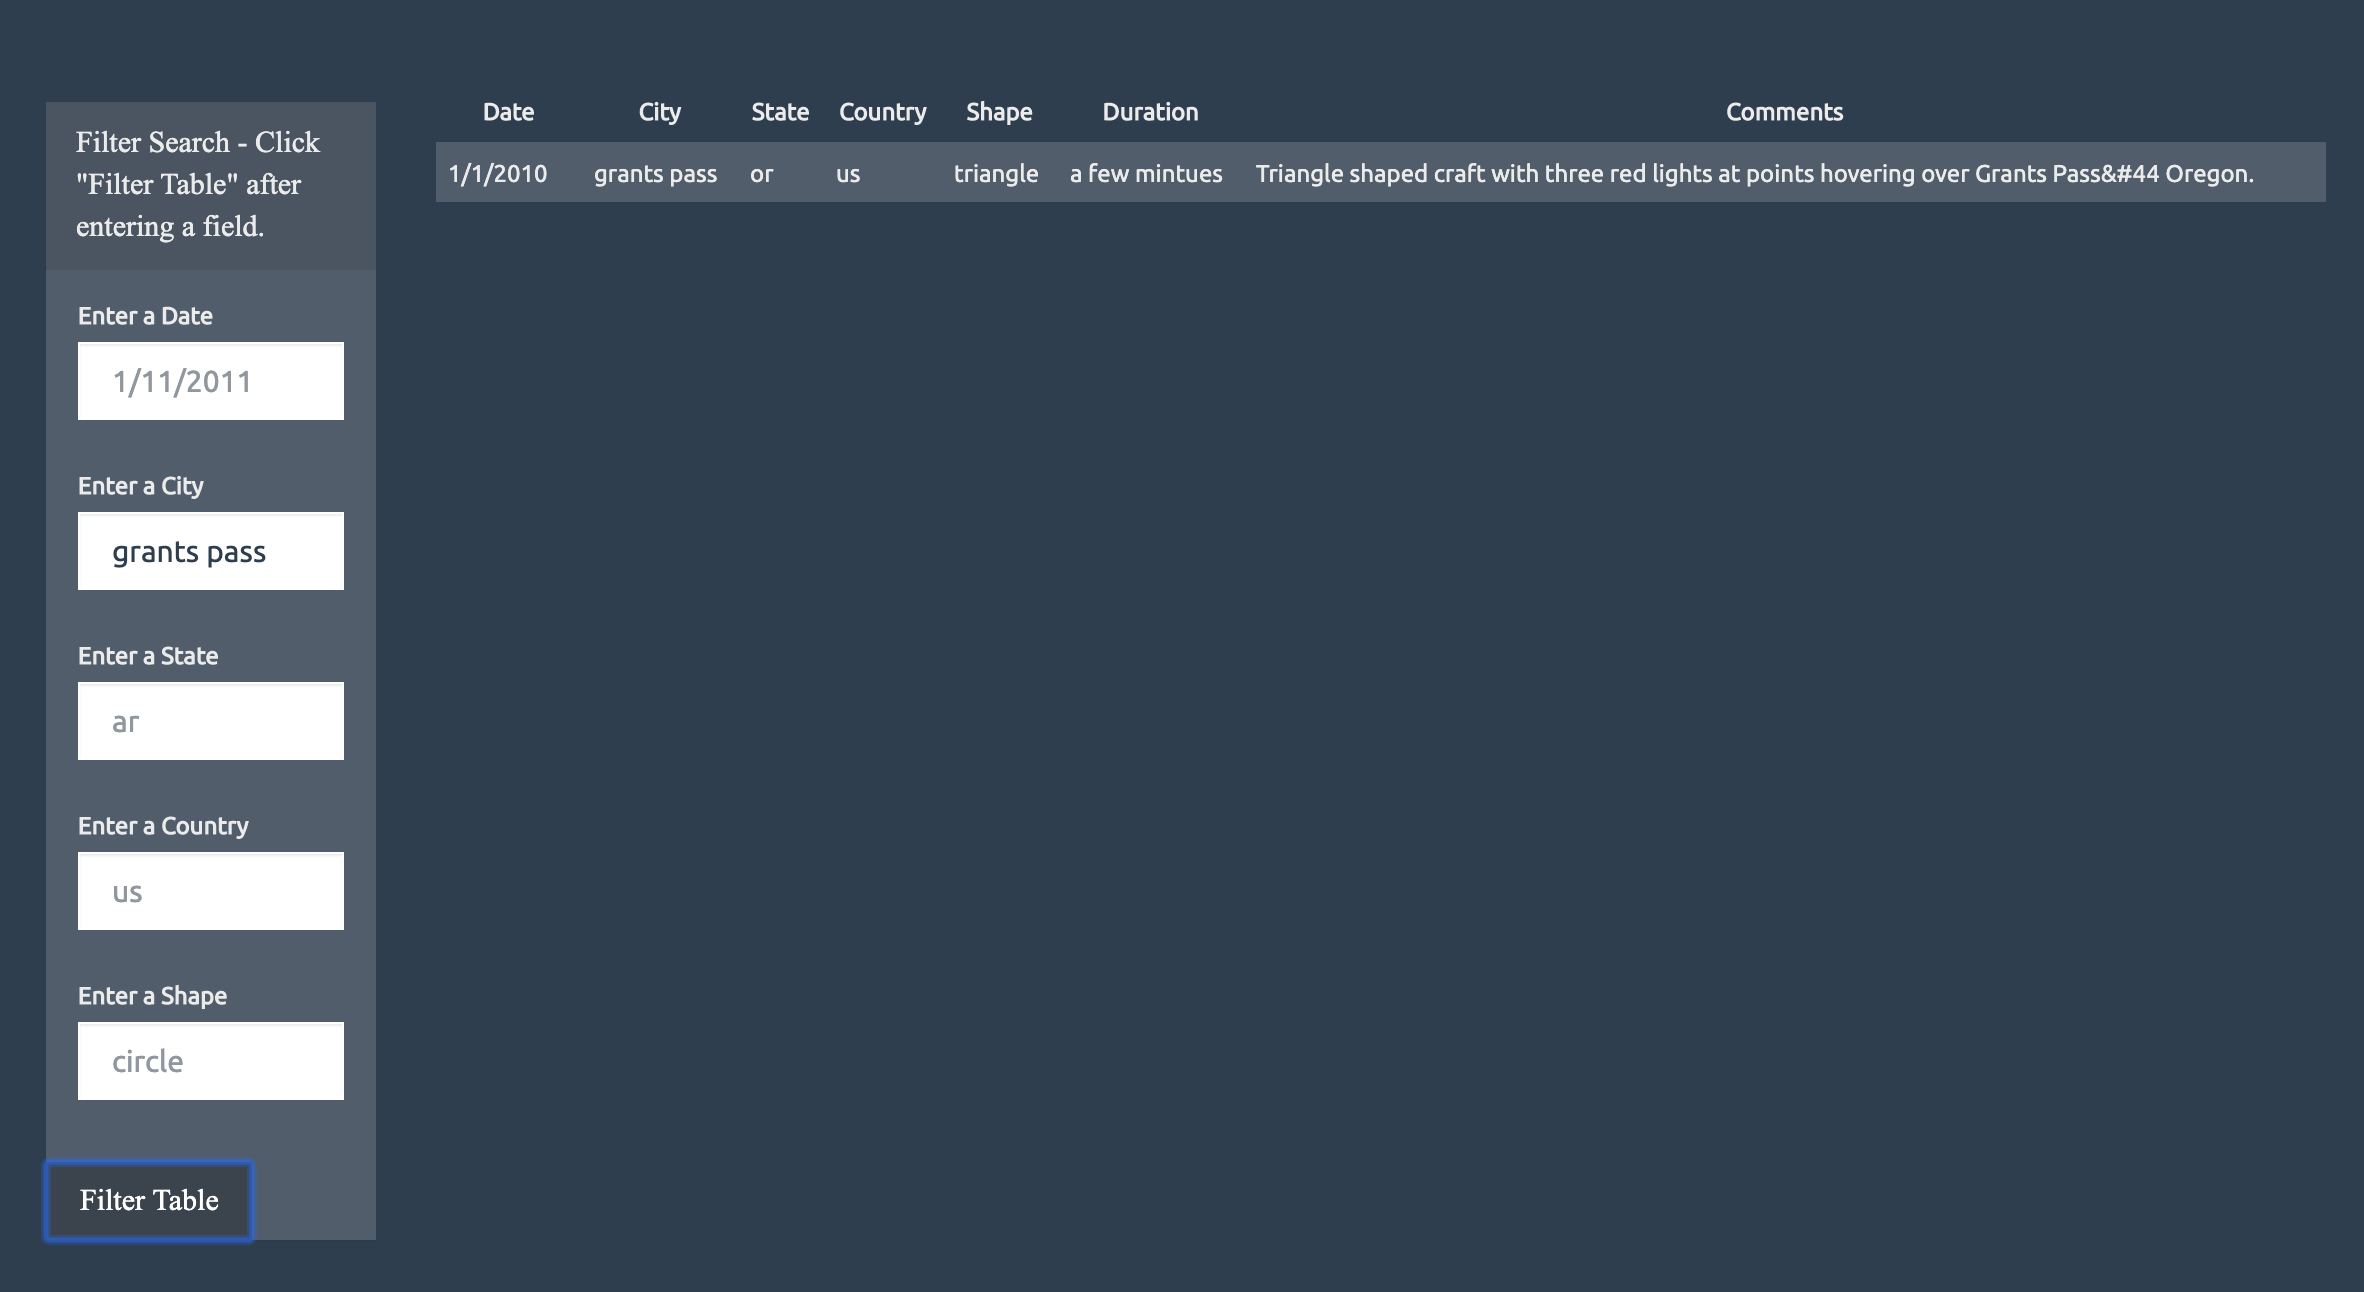 Filter Search - Click
"Filter Table" after
entering a field.
Enter a Date
1/11/2011
Enter a City
grants pass
Enter a State
ar
Enter a Country
us
Enter a Shape
circle
Filter Table
Date City State Country Shape Duration Comments
1/1/2010 grants pass or us triangle a few mintues Triangle shaped craft with three red lights at points hovering over Grants Pass&#44 Oregon.